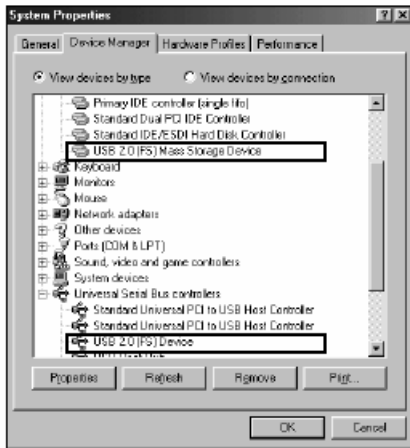 System Properties
General Device Manager Hardware Profiles Performance
View devices by type View devices by connection
Primary IDE controller (single fifo)
Standard Dual PCI IDE Controller
Standard IDE/ESDI Hard Disk Controller
USB 2.0 (FS) Mass Storage Device
Keyboard
Monitors
Mouse
Network adapters
Other devices
Ports (COM & LPT)
Sound, video and game controllers
System devices
Universal Serial Bus controllers
Standard Universal PCI to USB Host Controller
Standard Universal PCI to USB Host Controller
USB 2.0 (FS) Device
Properties Refresh Remove Print...
OK Cancel